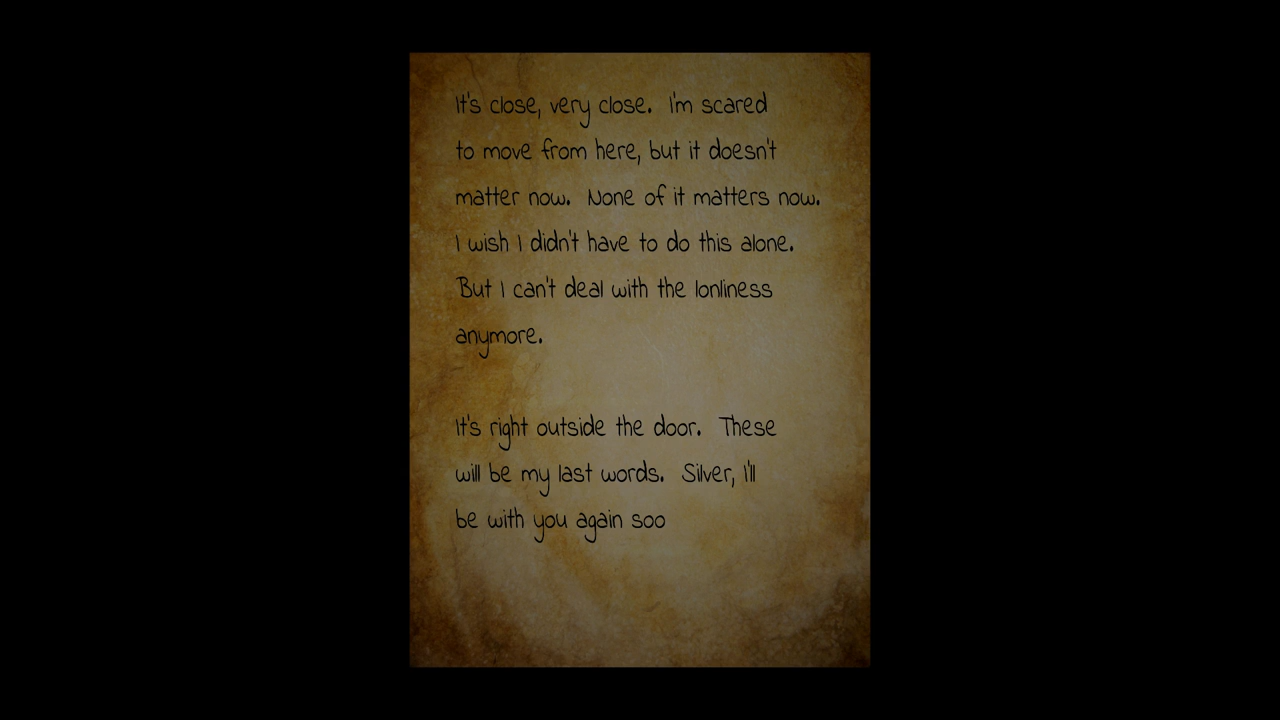 It's close, very close.  I'm scared
to move from here, but it doesn't
matter now.  None of it matters now.
I wish I didn't have to do this alone.
But I can't deal with the lonliness
anymore.
It's right outside the door.  These
will be my last words.  Silver, I'll
be with you again soo